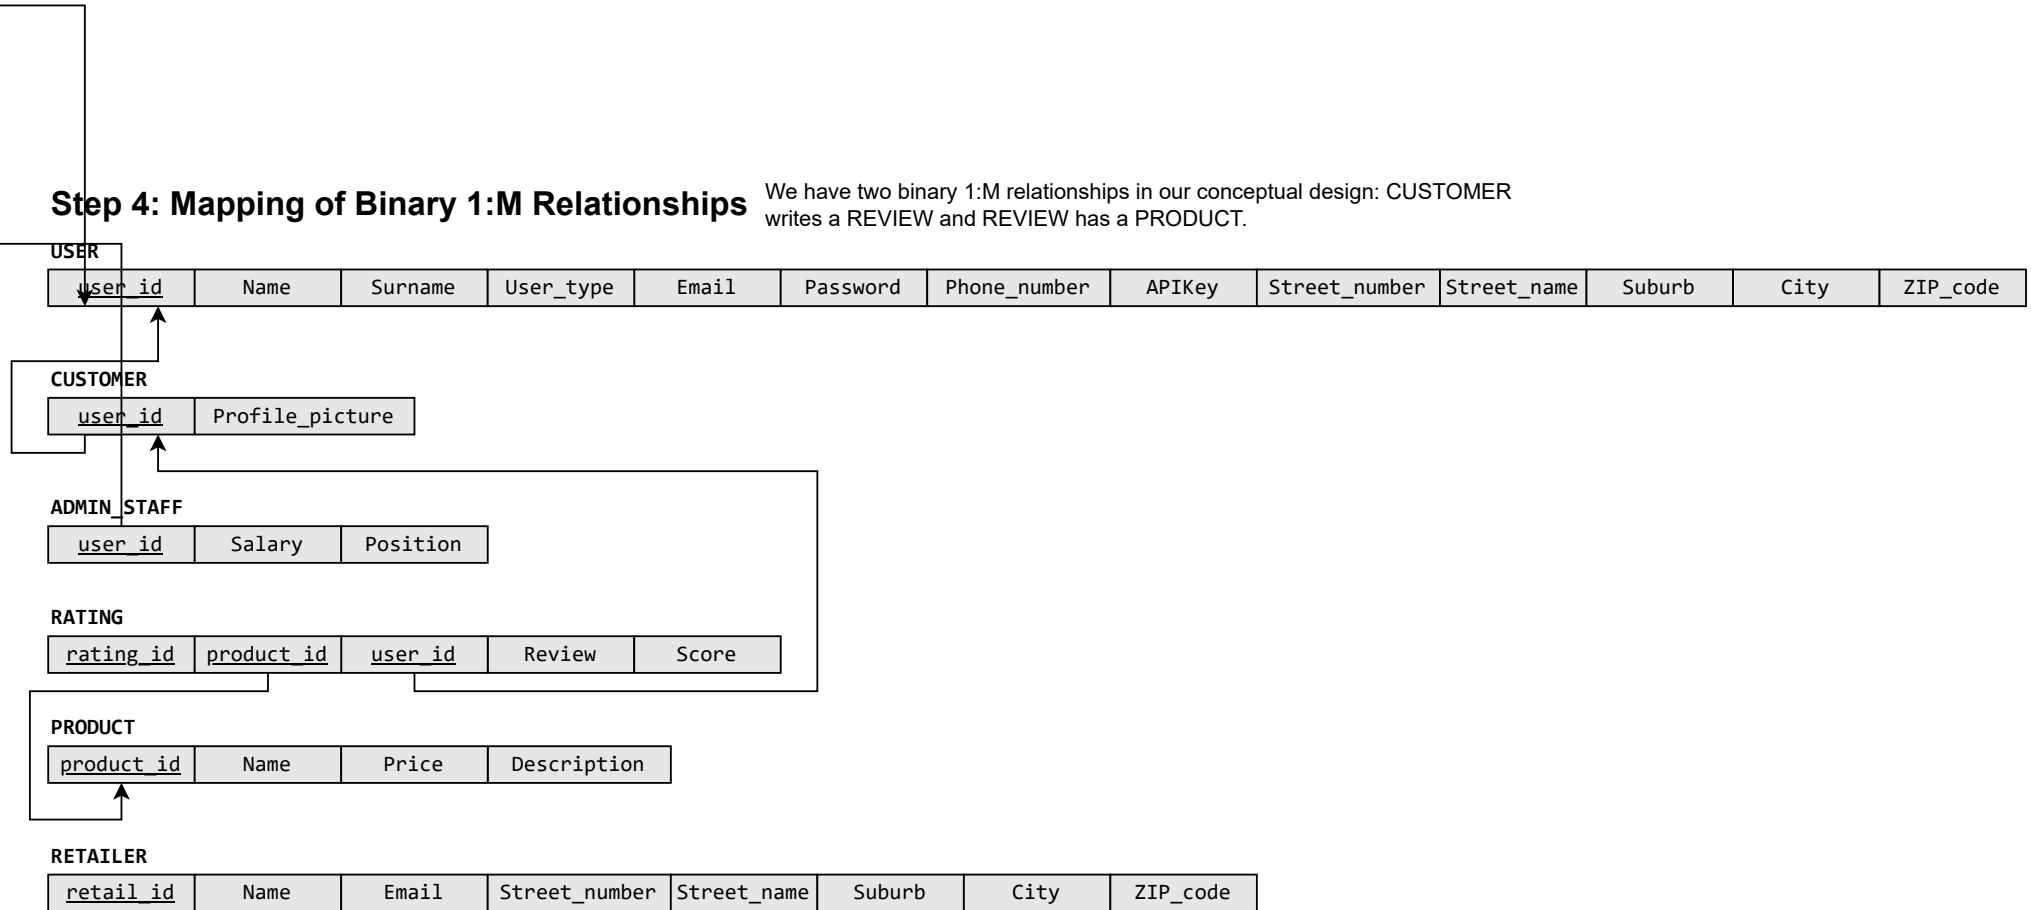 Step 4: Mapping of Binary 1:M Relationships
We have two binary 1:M relationships in our conceptual design: CUSTOMER
writes a REVIEW and REVIEW has a PRODUCT.
USER
user_id Name Surname User_type Email Password Phone_number APIKey Street_number Street_name Suburb City ZIP_code
CUSTOMER
user_id Profile_picture
ADMIN_STAFF
user_id Salary Position
RATING
rating_id product_id user_id Review Score
PRODUCT
product_id Name Price Description
RETAILER
retail_id Name Email Street_number Street_name Suburb City ZIP_code